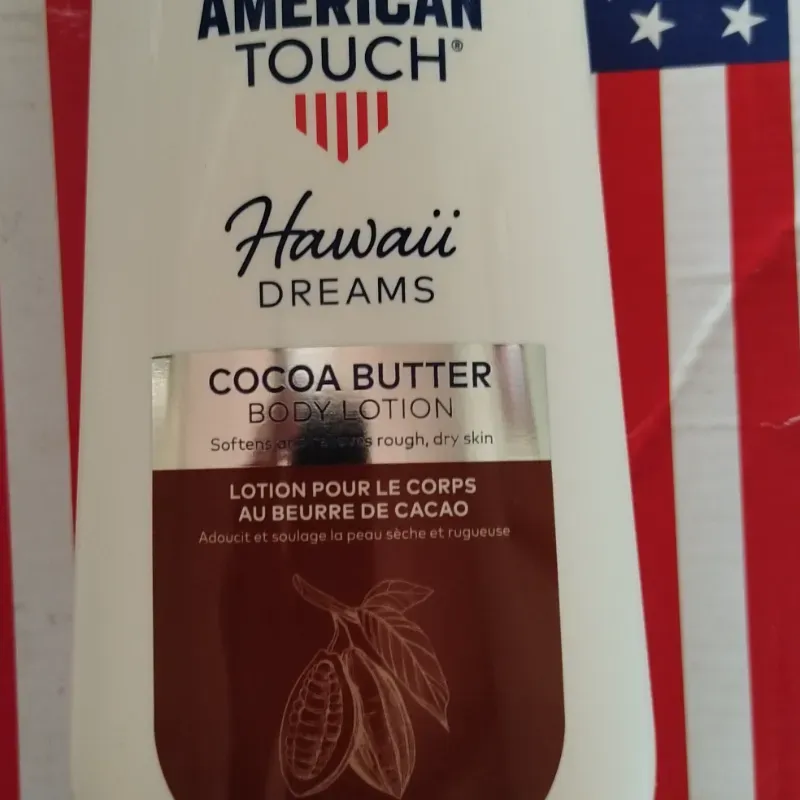 AMERICAN
TOUCH®
Hawaii
DREAMS
COCOA BUTTER
BODY LOTION
Softens and rough, dry skin
LOTION POUR LE CORPS
AU BEURRE DE CACAO
Adoucit et soulage la peau sèche et rugueuse